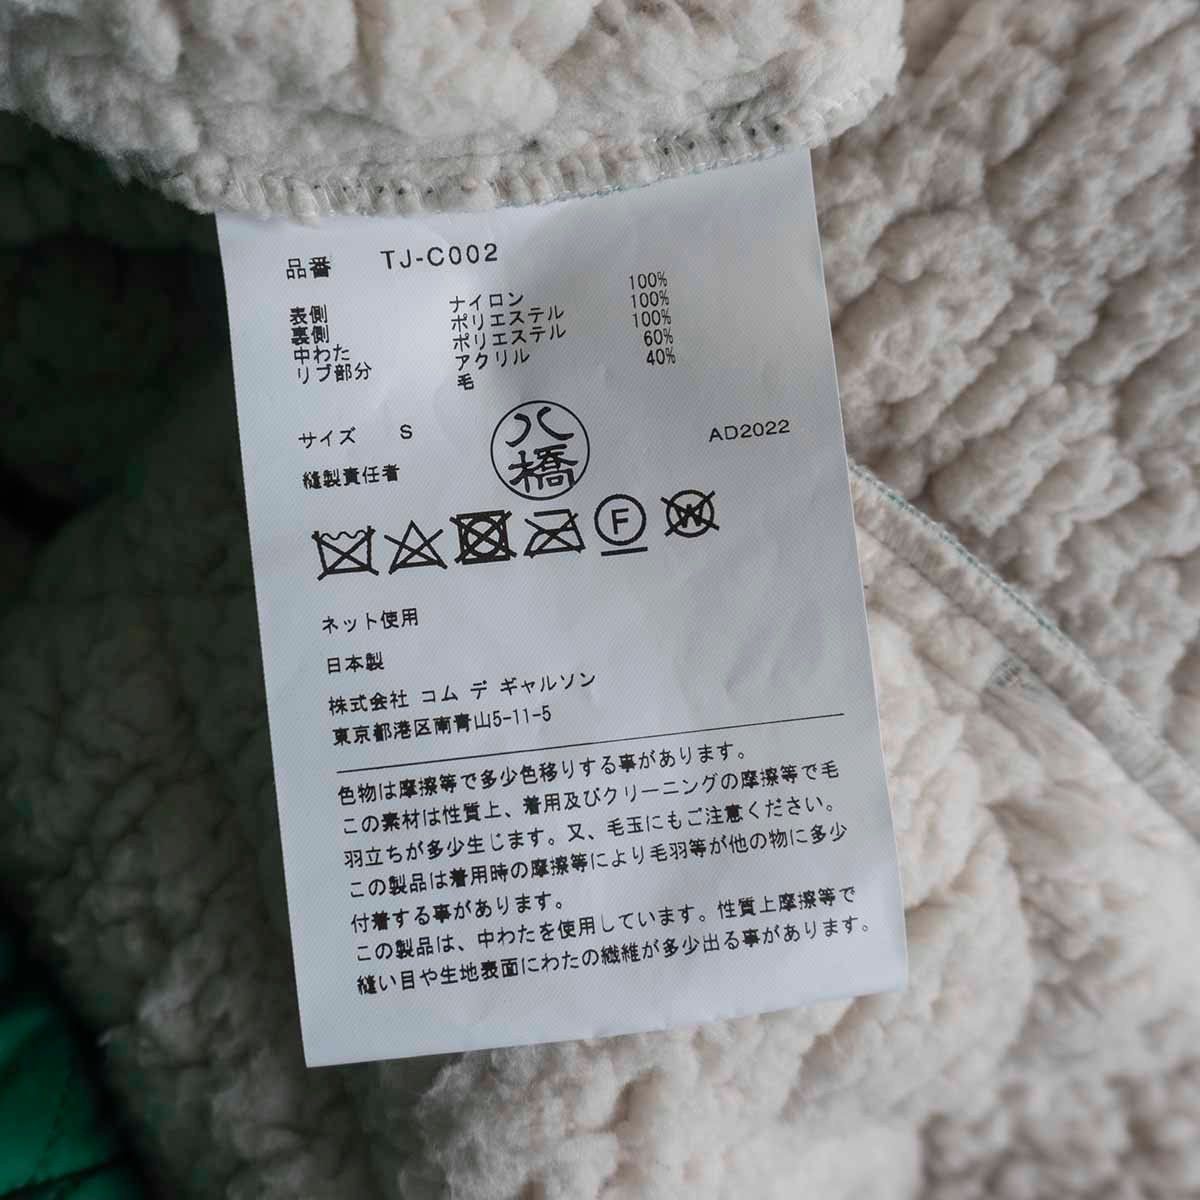 品番 TJ-C002
表側 ナイロン 100%
裏側 ポリエステル 100%
中わた ポリエステル 100%
リブ部分 アクリル 60%
毛 40%
サイズ S
八橋
AD2022
縫製責任者
F
W
ネット使用
日本製
株式会社 コム デ ギャルソン
東京都港区南青山5-11-5
色物は摩擦等で多少色移りする事があります。
この素材は性質上、着用及びクリーニングの摩擦等で毛
羽立ちが多少生じます。又、毛玉にもご注意ください。
この製品は着用時の摩擦等により毛羽等が他の物に多少
付着する事があります。
この製品は、中わたを使用しています。性質上摩擦等で
縫い目や生地表面にわたの繊維が多少出る事があります。